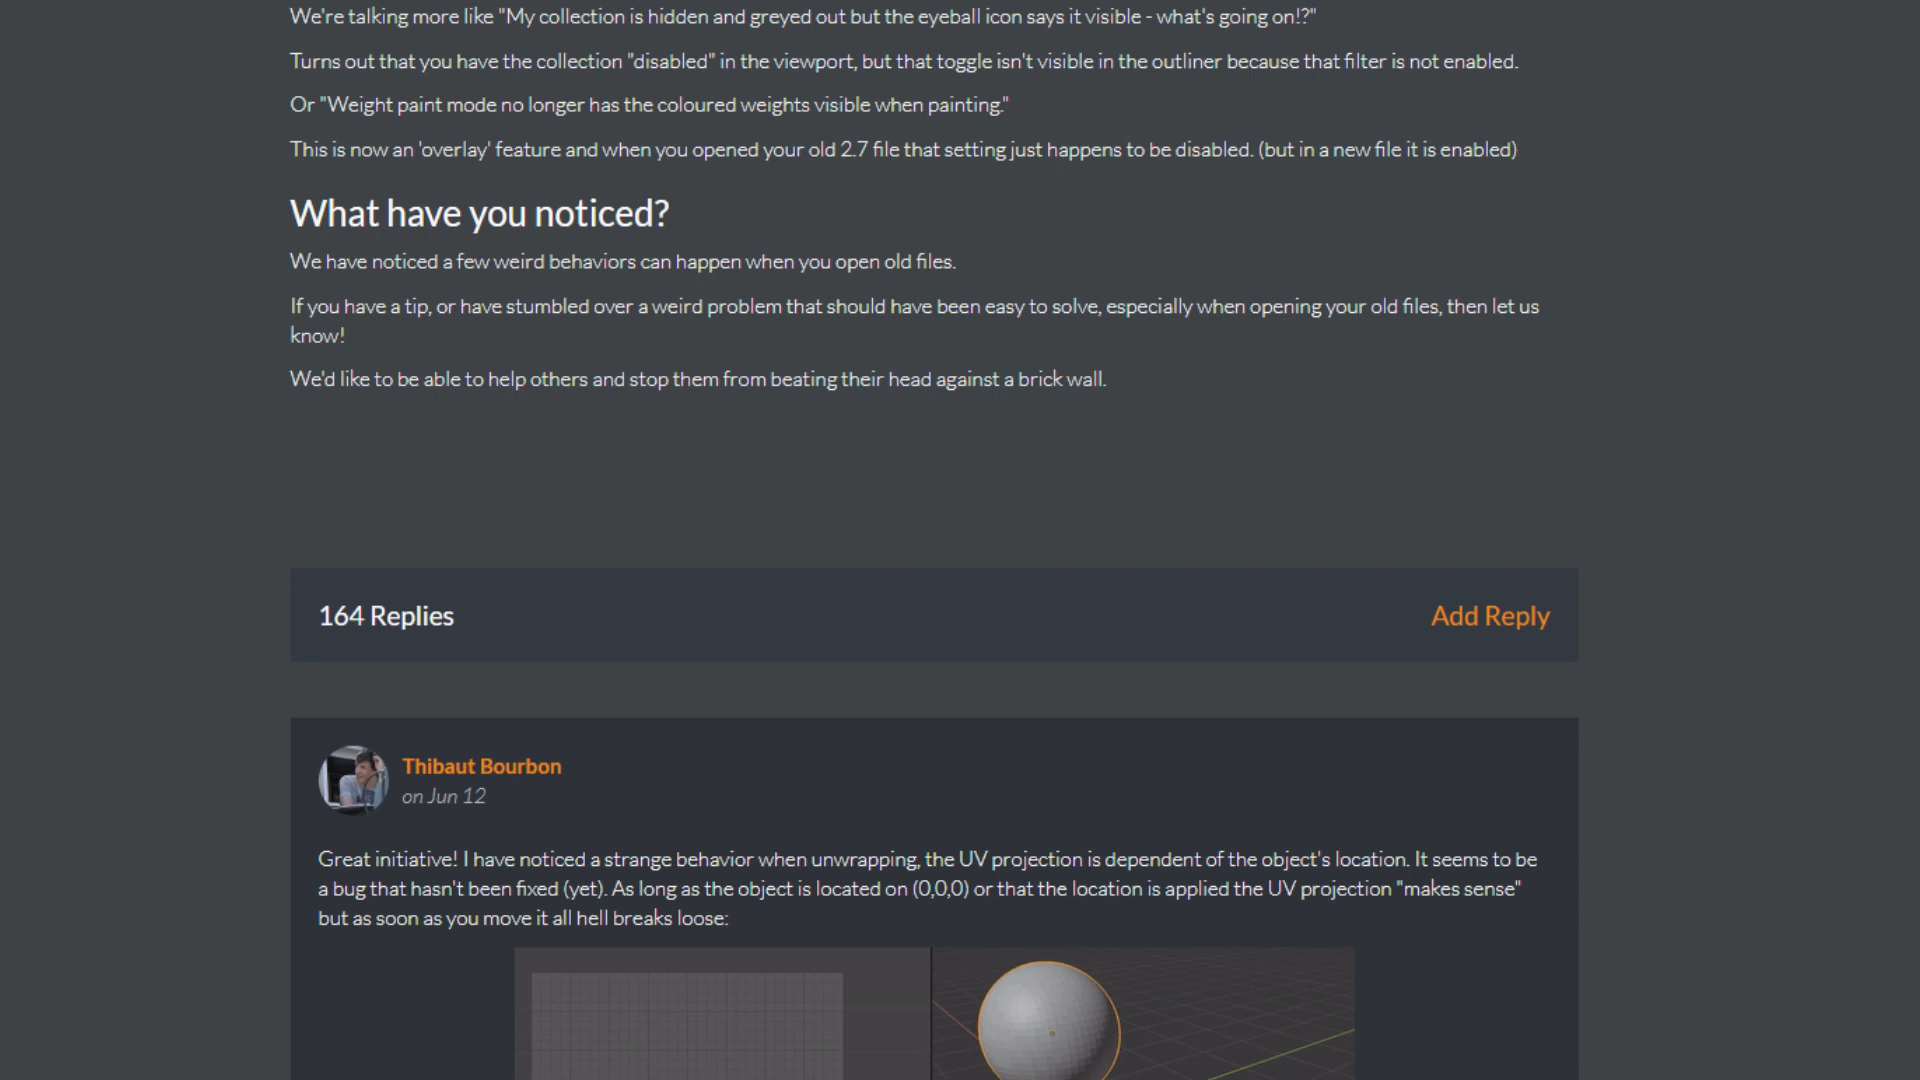 We're talking more like "My collection is hidden and greyed out but the eyeball icon says it visible - what's going on!?"
Turns out that you have the collection "disabled" in the viewport, but that toggle isn't visible in the outliner because that filter is not enabled.
Or "Weight paint mode no longer has the coloured weights visible when painting."
This is now an 'overlay' feature and when you opened your old 2.7 file that setting just happens to be disabled. (but in a new file it is enabled)
What have you noticed?
We have noticed a few weird behaviors can happen when you open old files.
If you have a tip, or have stumbled over a weird problem that should have been easy to solve, especially when opening your old files, then let us
know!
We'd like to be able to help others and stop them from beating their head against a brick wall.
164 Replies
Add Reply
Thibaut Bourbon
on Jun 12
Great initiative! I have noticed a strange behavior when unwrapping, the UV projection is dependent of the object's location. It seems to be
a bug that hasn't been fixed (yet). As long as the object is located on (0,0,0) or that the location is applied the UV projection "makes sense"
but as soon as you move it all hell breaks loose: